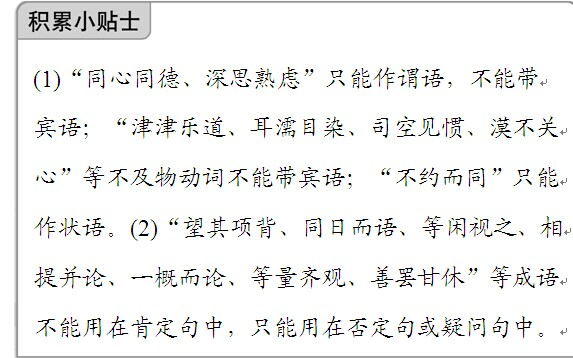 积累小贴士
(1)“同心同德、深思熟虑”只能作谓语，不能带
宾语；“津津乐道、耳濡目染、司空见惯、漠不关
心”等不及物动词不能带宾语；“不约而同”只能
作状语。(2)“望其项背、同日而语、等闲视之、相
提并论、一概而论、等量齐观、善罢甘休”等成语
不能用在肯定句中，只能用在否定句或疑问句中。